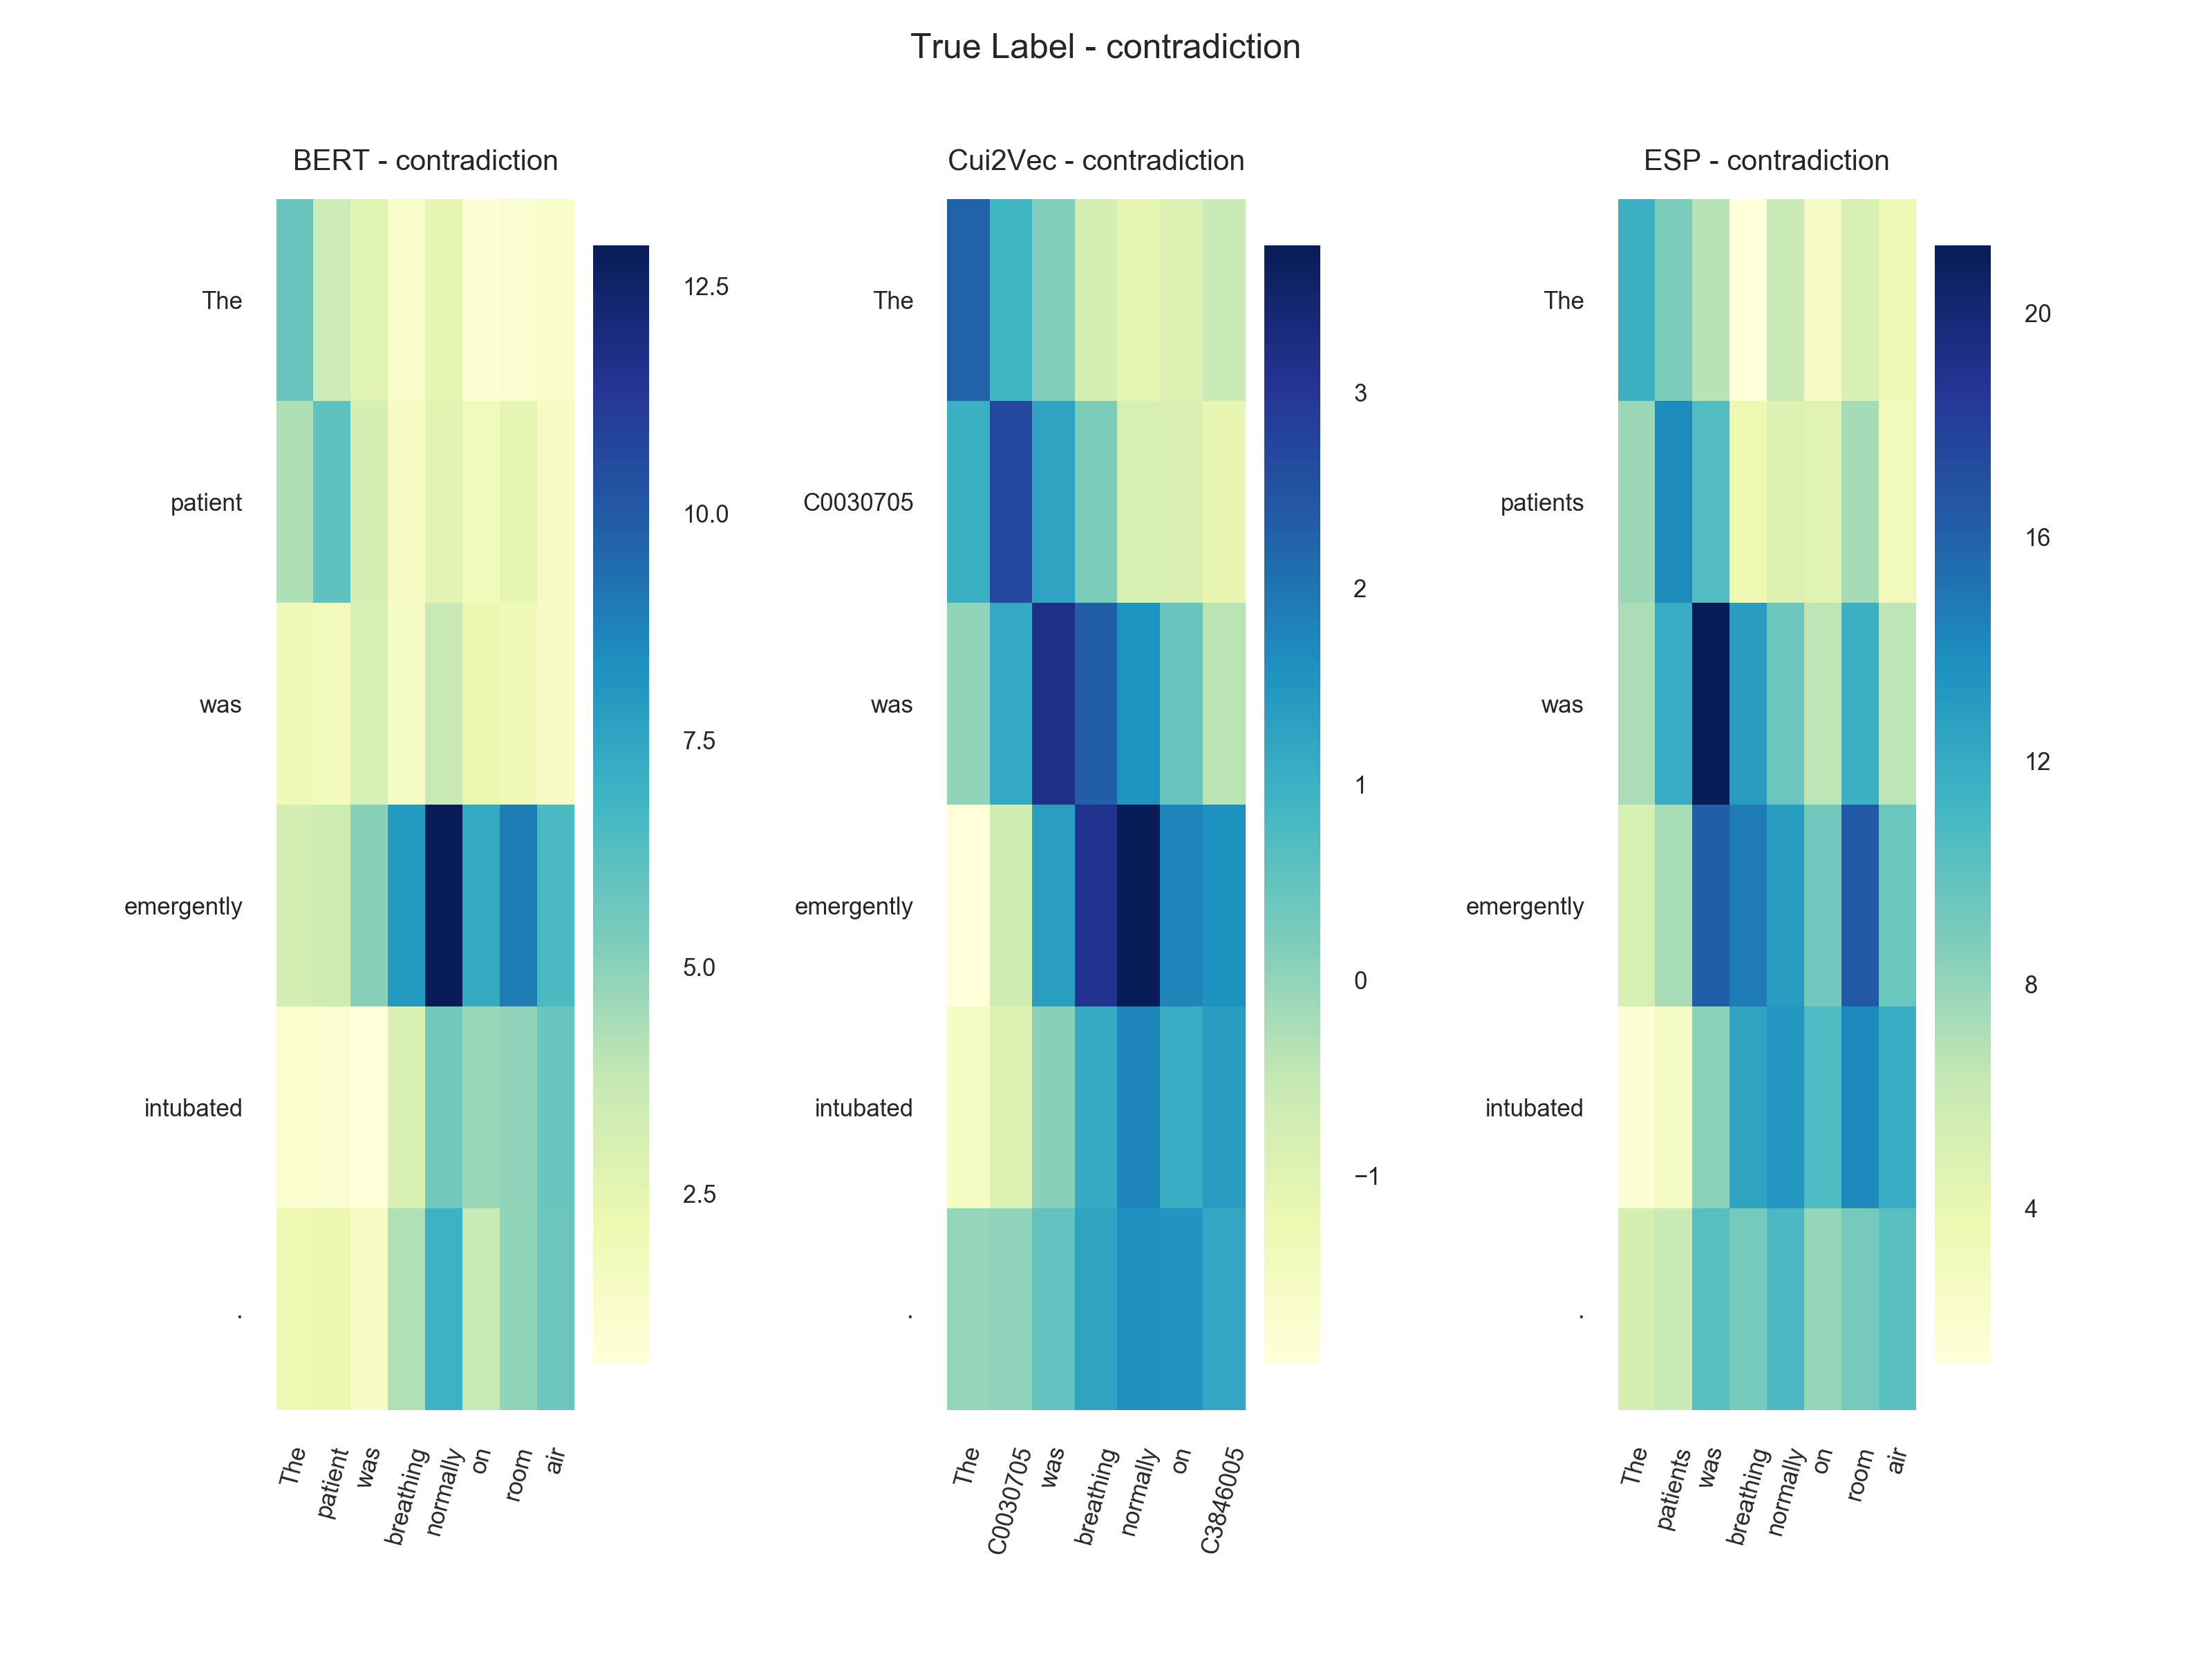 True Label - contradiction
BERT - contradiction
The
patient
was
emergently
intubated
.
The
patient
was
breathing
normally
on
room
air
12.5
10.0
7.5
5.0
2.5
Cui2Vec - contradiction
The
C0030705
was
emergently
intubated
.
The
C0030705
was
breathing
normally
on
C3846005
3
2
1
0
−1
ESP - contradiction
The
patients
was
emergently
intubated
.
The
patients
was
breathing
normally
on
room
air
20
16
12
8
4